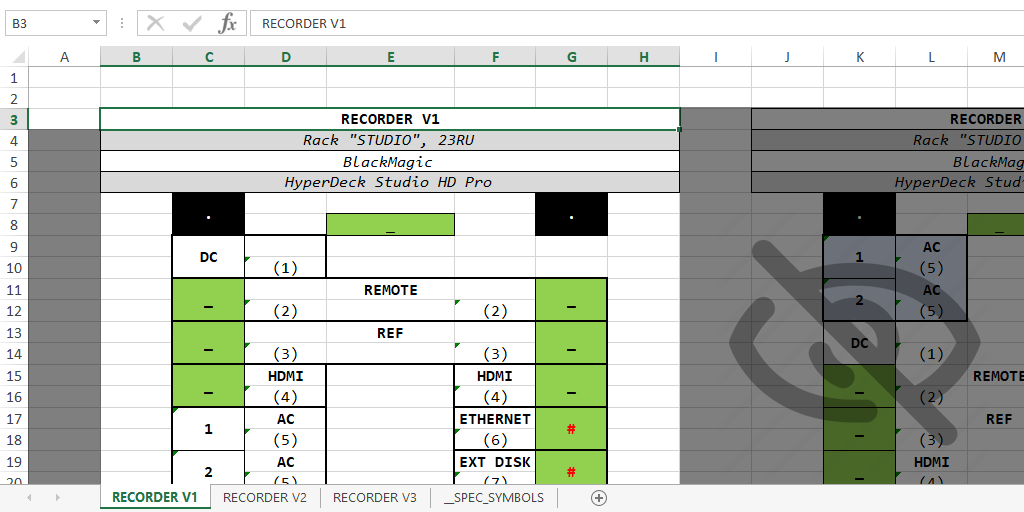 B3 RECORDER V1
A B C D E F G H I J K L M
1
2
3 RECORDER V1 RECORDER
4 Rack "STUDIO", 23RU Rack "STUDIO
5 BlackMagic BlackMag
6 HyperDeck Studio HD Pro HyperDeck Stud
7 . . .
8 _ _
9 DC 1 AC
10 (1) (5)
11 _ REMOTE _ 2 AC
12 (2) (2) (5)
13 _ REF _ DC
14 (3) (3) (1)
15 _ HDMI HDMI _ _ REMOTE
16 (4) (4) (2)
17 1 AC ETHERNET # _ REF
18 (5) (6) (3)
19 2 AC EXT DISK # _ HDMI
20 (5) (7) (4)
RECORDER V1 RECORDER V2 RECORDER V3 __SPEC_SYMBOLS